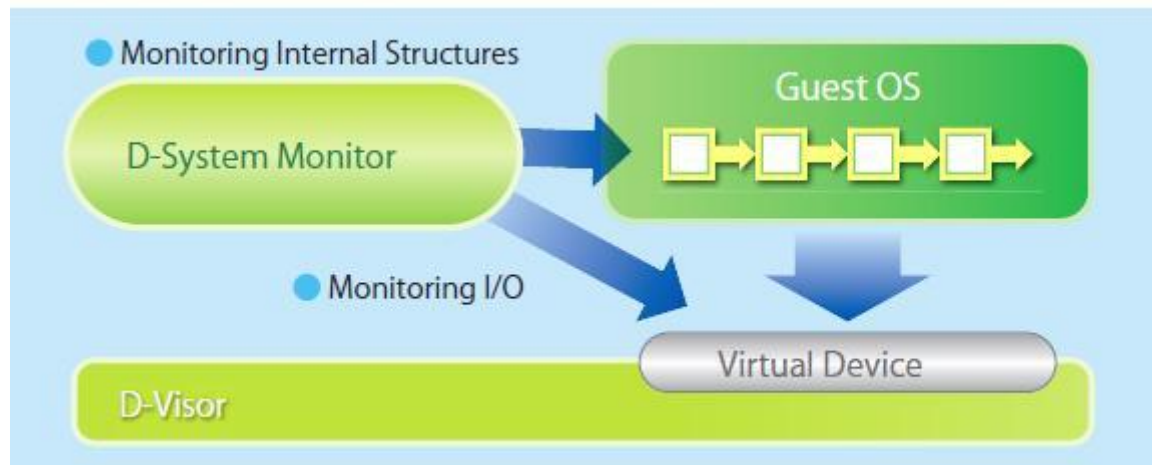 Monitoring Internal Structures
Guest OS
D-System Monitor
Monitoring I/O
Virtual Device
D-Visor